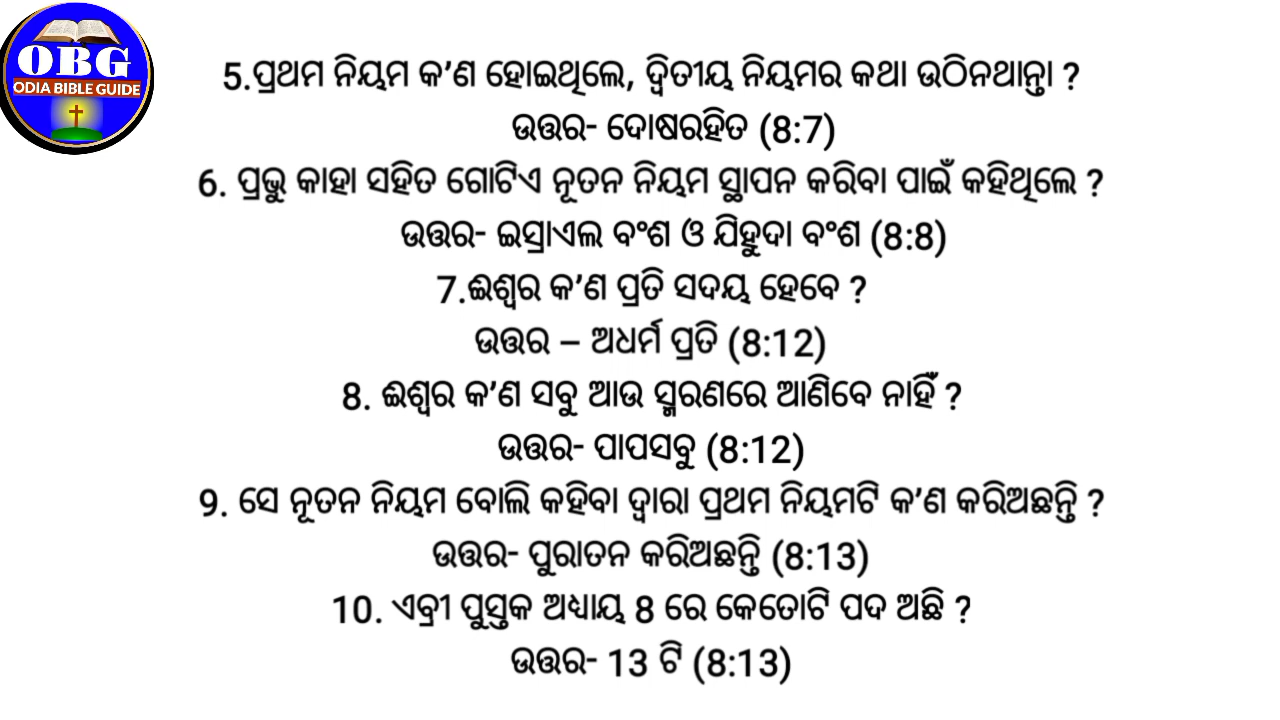 OBG
ODIA BIBLE GUIDE
5.ପ୍ରଥମ ନିୟମ କ’ଣ ହୋଇଥିଲେ, ଦ୍ଵିତୀୟ ନିୟମର କଥା ଉଠିନଥାନ୍ତା ?
ଉତ୍ତର- ଦୋଷରହିତ (8:7)
6. ପ୍ରଭୁ କାହା ସହିତ ଗୋଟିଏ ନୂତନ ନିୟମ ସ୍ଥାପନ କରିବା ପାଇଁ କହିଥିଲେ ?
ଉତ୍ତର- ଇସ୍ରାଏଲ ବଂଶ ଓ ଯିହୁଦା ବଂଶ (8:8)
7.ଈଶ୍ୱର କ’ଣ ପ୍ରତି ସଦୟ ହେବେ ?
ଉତ୍ତର – ଅଧର୍ମ ପ୍ରତି (8:12)
8. ଈଶ୍ୱର କ’ଣ ସବୁ ଆଉ ସ୍ମରଣରେ ଆଣିବେ ନାହିଁ ?
ଉତ୍ତର- ପାପସବୁ (8:12)
9. ସେ ନୂତନ ନିୟମ ବୋଲି କହିବା ଦ୍ୱାରା ପ୍ରଥମ ନିୟମଟି କ’ଣ କରିଅଛନ୍ତି ?
ଉତ୍ତର- ପୁରାତନ କରିଅଛନ୍ତି (8:13)
10. ଏବ୍ରୀ ପୁସ୍ତକ ଅଧ୍ୟାୟ 8 ରେ କେତୋଟି ପଦ ଅଛି ?
ଉତ୍ତର- 13 ଟି (8:13)